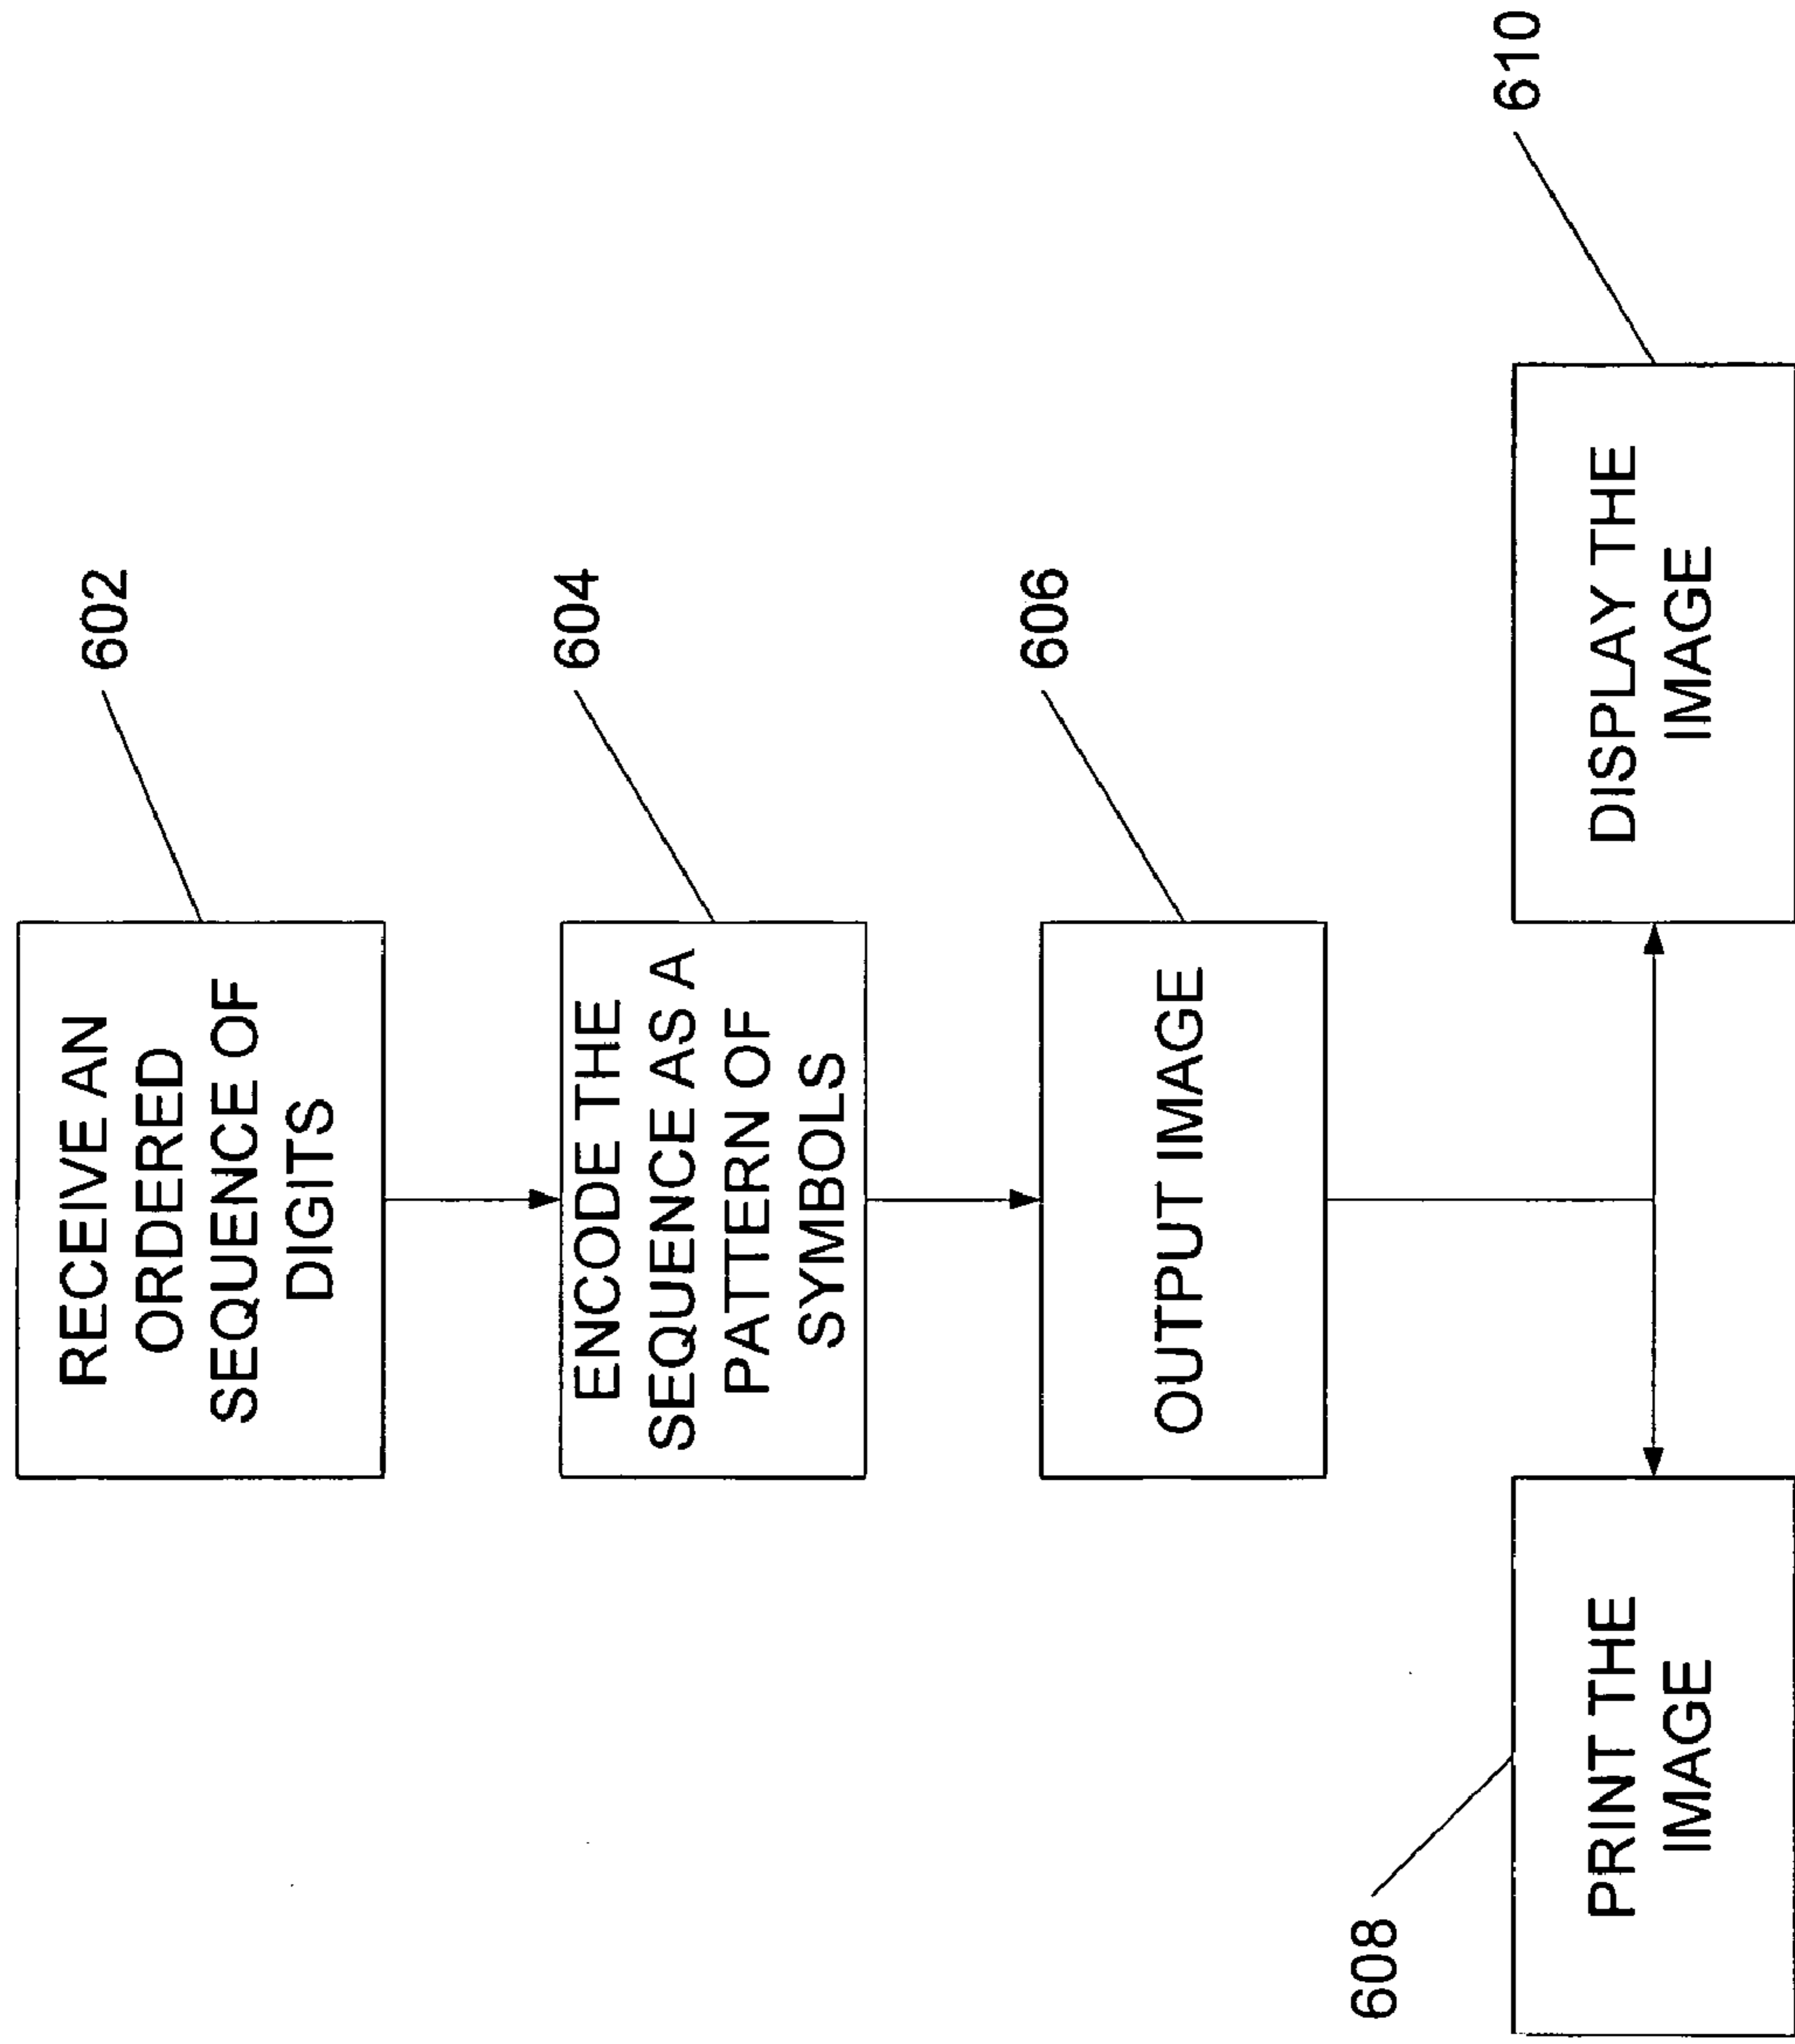 RECEIVE AN
ORDERED
SEQUENCE OF
DIGITS
602
ENCODE THE
SEQUENCE AS A
PATTERN OF
SYMBOLS
604
OUTPUT IMAGE
606
PRINT THE
IMAGE
608
DISPLAY THE
IMAGE
610